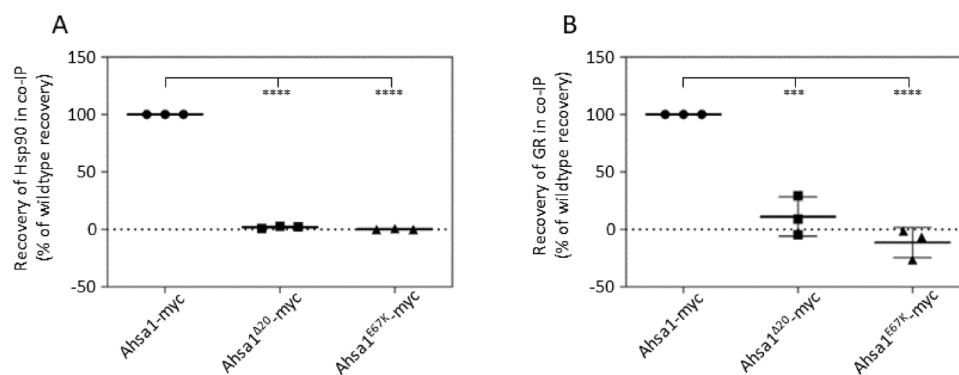 A
Recovery of Hsp90 in co-IP
(% of wildtype recovery)
150
100
50
0
-50
****
****
Ahsa1-myc
Ahsa1Δ20-myc
Ahsa1E67K-myc
B
Recovery of GR in co-IP
(% of wildtype recovery)
150
100
50
0
-50
***
****
Ahsa1-myc
Ahsa1Δ20-myc
Ahsa1E67K-myc